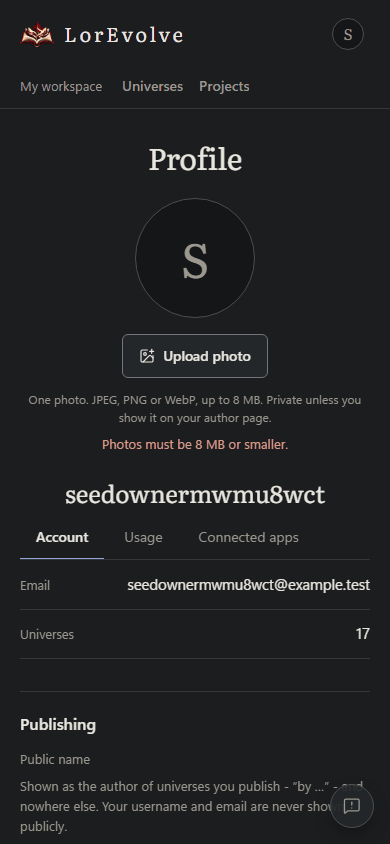 LorEvolve
S
My workspace Universes Projects
Profile
S
Upload photo
One photo. JPEG, PNG or WebP, up to 8 MB. Private unless you
show it on your author page.
Photos must be 8 MB or smaller.
seedownermwmu8wct
Account Usage Connected apps
Email seedownermwmu8wct@example.test
Universes 17
Publishing
Public name
Shown as the author of universes you publish - "by ..." - and
nowhere else. Your username and email are never shown
publicly.